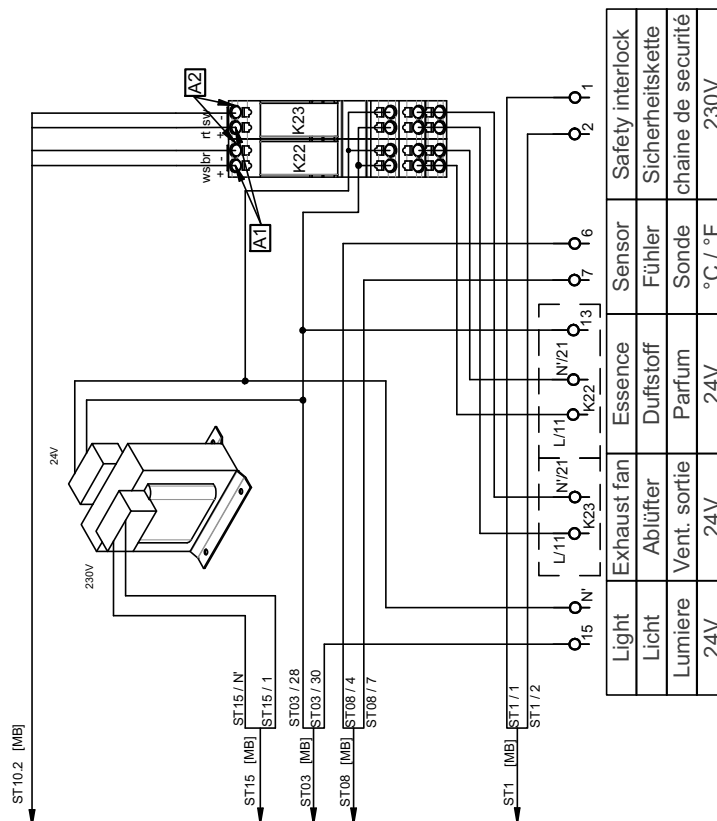 ST10.2 [MB]
230V
24V
ws br rt sw
+ - + -
A1
A2
K22
K23
ST15 [MB]
ST15 / N'
ST15 / 1
ST03 [MB]
ST03 / 28
ST03 / 30
ST08 [MB]
ST08 / 4
ST08 / 7
ST1 [MB]
ST1 / 1
ST1 / 2
15
N'
L/11
K23
N'/21
L/11
K22
N'/21
13
7
6
2
1
Light
Licht
Lumiere
24V
Exhaust fan
Ablüfter
Vent. sortie
24V
Essence
Duftstoff
Parfum
24V
Sensor
Fühler
Sonde
°C / °F
Safety interlock
Sicherheitskette
chaine de securité
230V